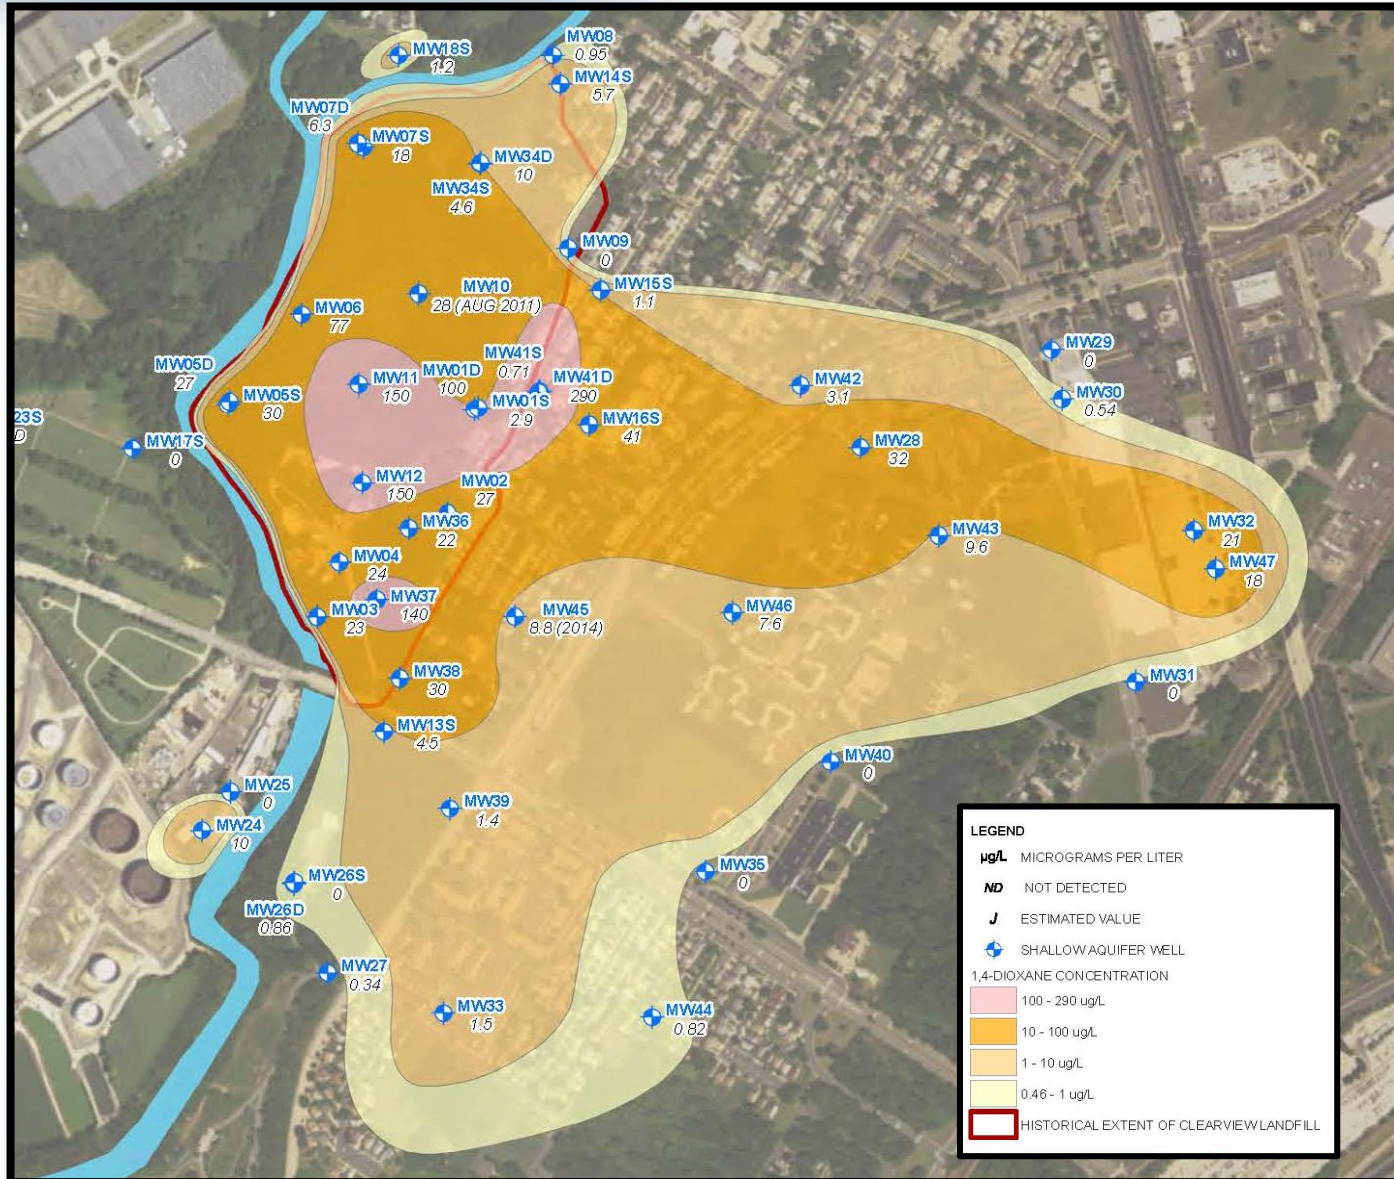 MW18S
1.2
MW08
0.95
MW14S
5.7
MW07D
6.3
MW07S
18
MW34D
10
MW34S
4.6
MW09
0
MW15S
1.1
MW10
28 (AUG 2011)
MW06
77
MW29
0
MW30
0.54
MW42
3.1
MW41S
0.71
MW01D
100
MW41D
290
MW11
150
MW01S
2.9
MW05D
27
MW05S
30
MW16S
41
23S
D
MW17S
0
MW28
32
MW12
150
MW02
27
MW36
22
MW32
21
MW43
9.6
MW47
18
MW04
24
MW37
140
MW03
23
MW45
8.8 (2014)
MW46
7.6
MW38
30
MW31
0
MW13S
4.5
MW40
0
MW25
0
MW24
10
MW39
1.4
MW35
0
MW26S
0
MW26D
0.86
MW27
0.34
MW33
1.5
MW44
0.82
LEGEND
µg/L MICROGRAMS PER LITER
ND NOT DETECTED
J ESTIMATED VALUE
SHALLOW AQUIFER WELL
1,4-DIOXANE CONCENTRATION
100 - 290 ug/L
10 - 100 ug/L
1 - 10 ug/L
0.46 - 1 ug/L
HISTORICAL EXTENT OF CLEARVIEW LANDFILL